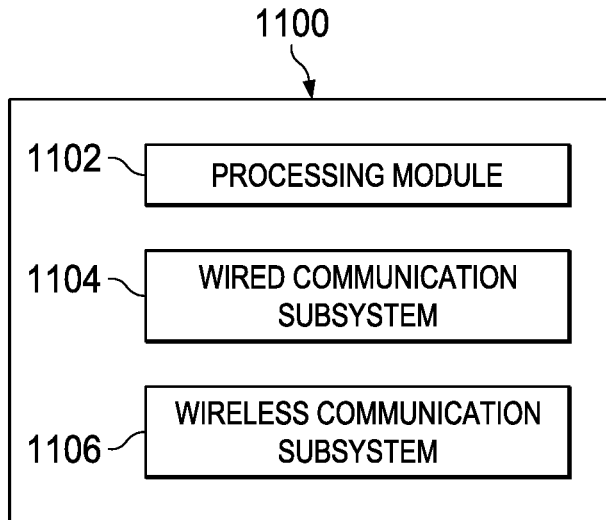 1100
1102
PROCESSING MODULE
1104
WIRED COMMUNICATION
SUBSYSTEM
1106
WIRELESS COMMUNICATION
SUBSYSTEM